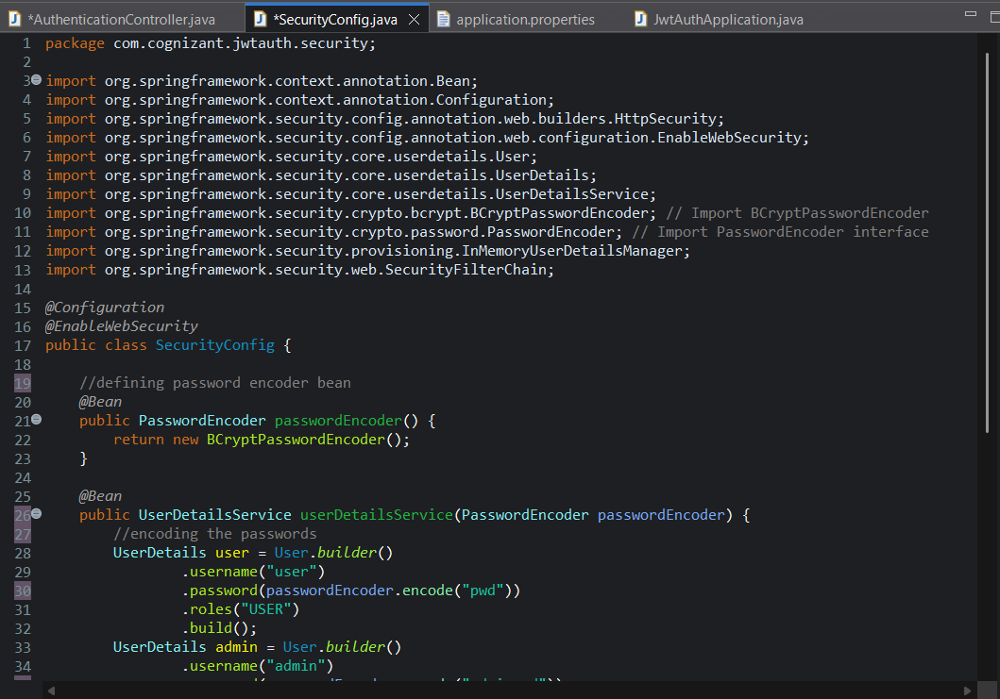 *AuthenticationController.java *SecurityConfig.java application.properties JwtAuthApplication.java
1 package com.cognizant.jwtauth.security;
2
3 import org.springframework.context.annotation.Bean;
4 import org.springframework.context.annotation.Configuration;
5 import org.springframework.security.config.annotation.web.builders.HttpSecurity;
6 import org.springframework.security.config.annotation.web.configuration.EnableWebSecurity;
7 import org.springframework.security.core.userdetails.User;
8 import org.springframework.security.core.userdetails.UserDetails;
9 import org.springframework.security.core.userdetails.UserDetailsService;
10 import org.springframework.security.crypto.bcrypt.BCryptPasswordEncoder; // Import BCryptPasswordEncoder
11 import org.springframework.security.crypto.password.PasswordEncoder; // Import PasswordEncoder interface
12 import org.springframework.security.provisioning.InMemoryUserDetailsManager;
13 import org.springframework.security.web.SecurityFilterChain;
14
15 @Configuration
16 @EnableWebSecurity
17 public class SecurityConfig {
18
19     //defining password encoder bean
20     @Bean
21     public PasswordEncoder passwordEncoder() {
22         return new BCryptPasswordEncoder();
23     }
24
25     @Bean
26     public UserDetailsService userDetailsService(PasswordEncoder passwordEncoder) {
27         //encoding the passwords
28         UserDetails user = User.builder()
29                 .username("user")
30                 .password(passwordEncoder.encode("pwd"))
31                 .roles("USER")
32                 .build();
33         UserDetails admin = User.builder()
34                 .username("admin")